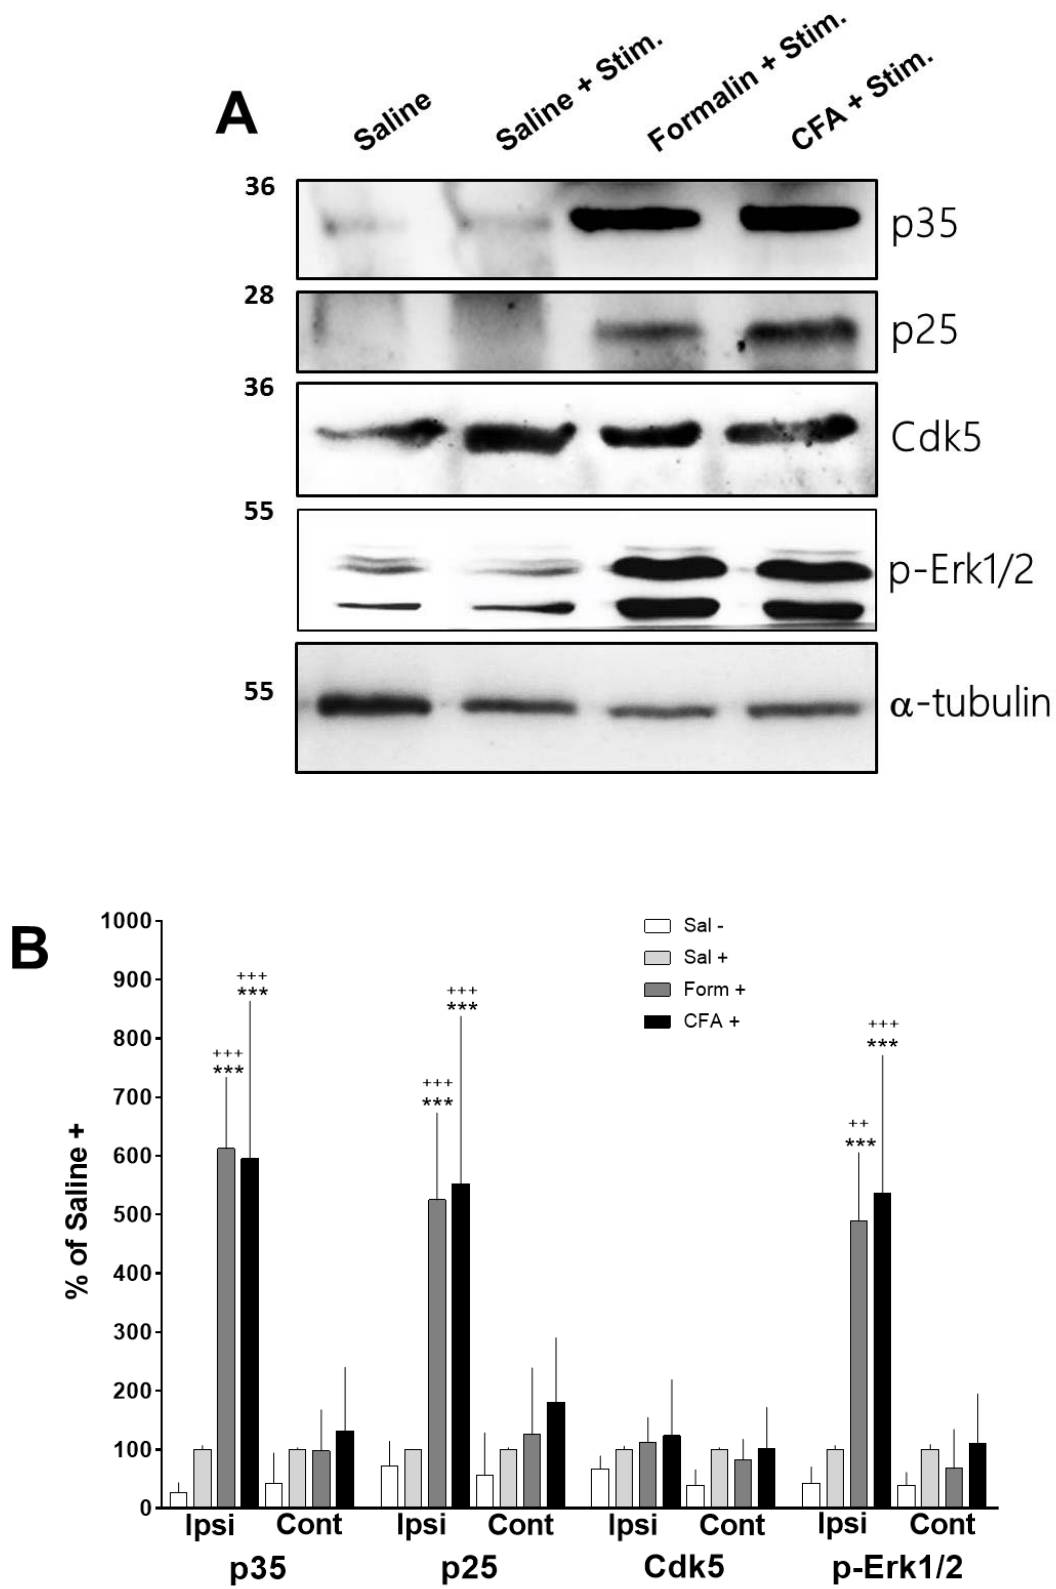 A
Saline
Saline + Stim.
Formalin + Stim.
CFA + Stim.
36
p35
28
p25
36
Cdk5
55
p-Erk1/2
55
α-tubulin
B
% of Saline +
1000
900
800
700
600
500
400
300
200
100
0
Sal -
Sal +
Form +
CFA +
+++
***
+++
***
+++
***
+++
***
++
***
+++
***
Ipsi Cont Ipsi Cont Ipsi Cont Ipsi Cont
p35 p25 Cdk5 p-Erk1/2